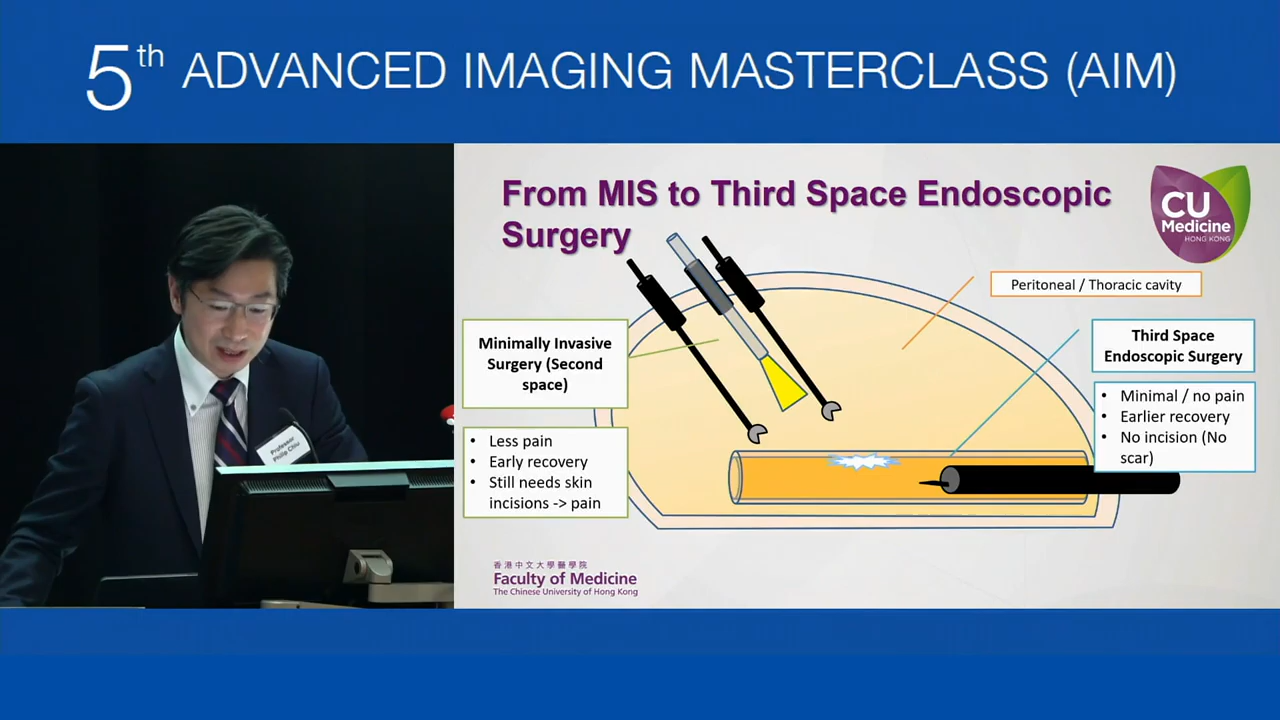 5th ADVANCED IMAGING MASTERCLASS (AIM)
From MIS to Third Space Endoscopic
Surgery
CU
Medicine
HONG KONG
Peritoneal / Thoracic cavity
Minimally Invasive
Surgery (Second
space)
• Less pain
• Early recovery
• Still needs skin
incisions -> pain
Third Space
Endoscopic Surgery
• Minimal / no pain
• Earlier recovery
• No incision (No
scar)
Professor
Philip Chiu
香港中文大學醫學院
Faculty of Medicine
The Chinese University of Hong Kong